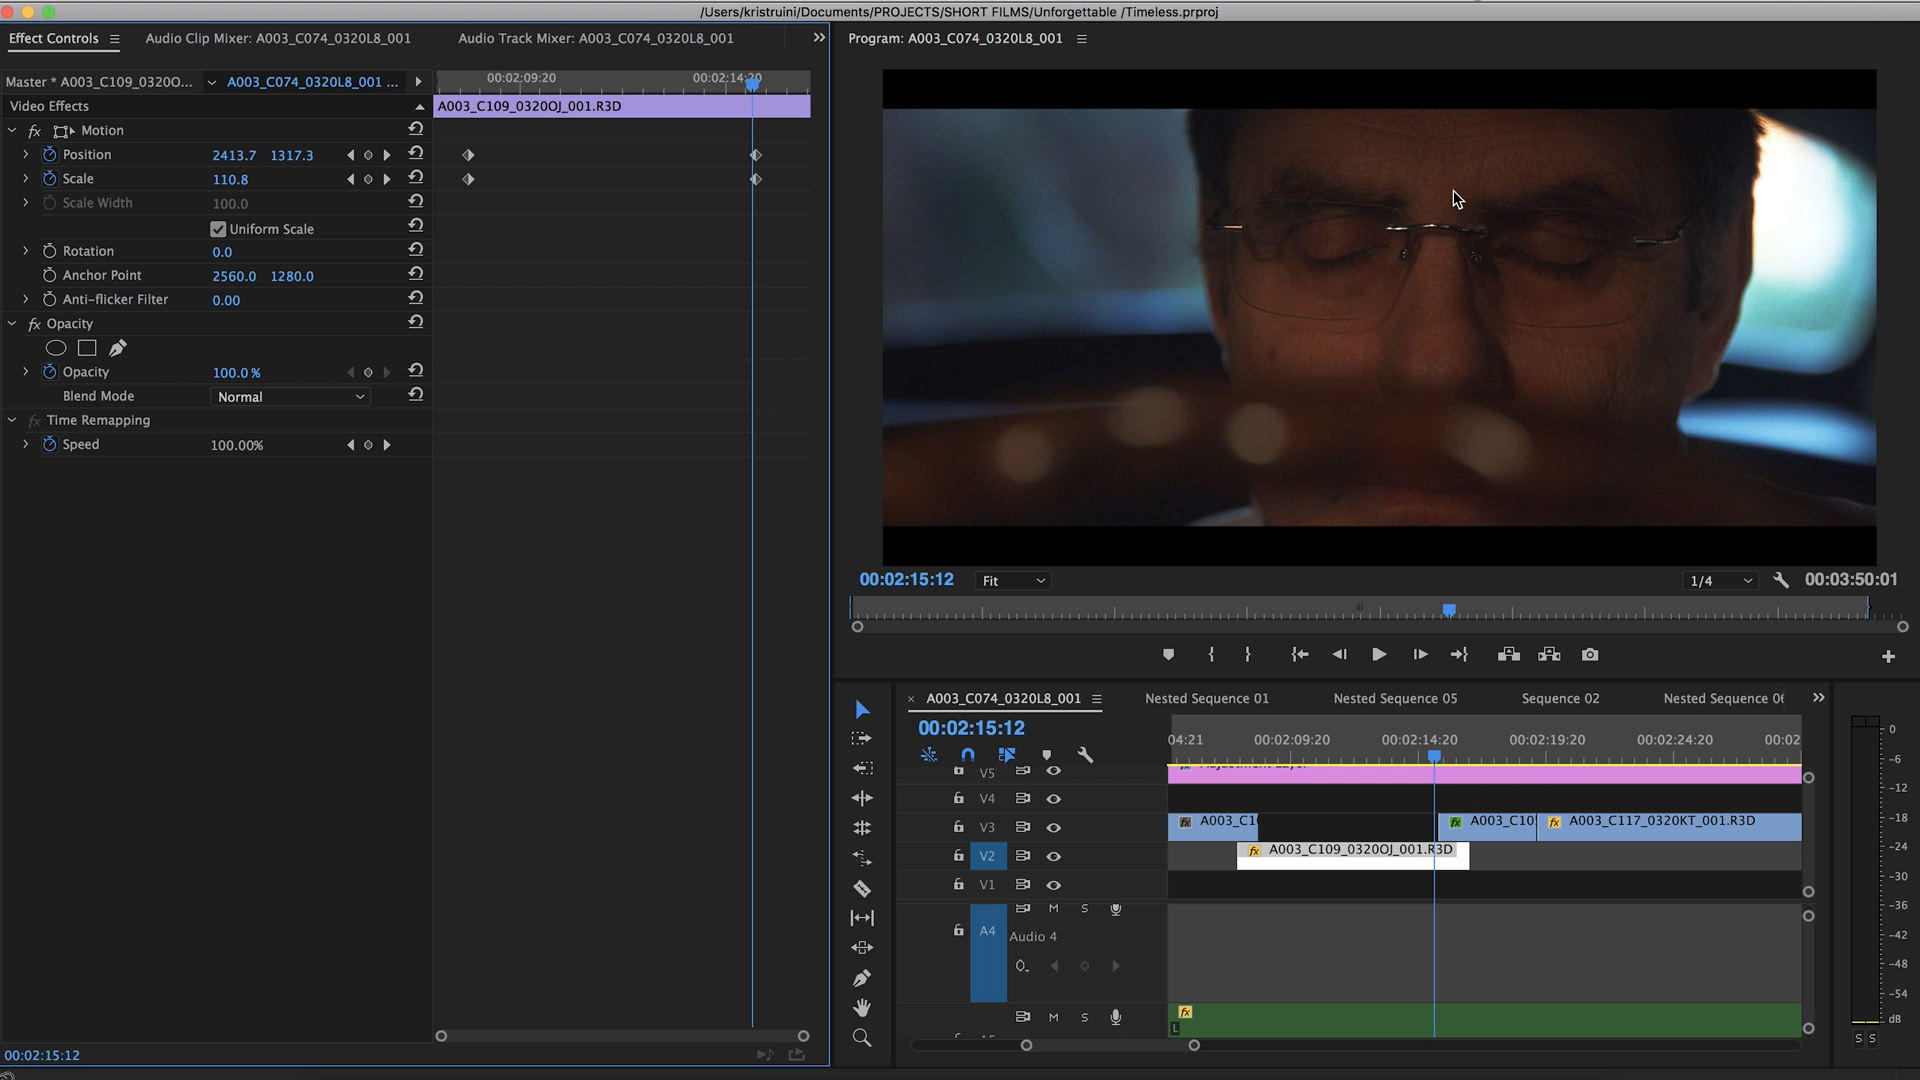 /Users/kristruini/Documents/PROJECTS/SHORT FILMS/Unforgettable /Timeless.prproj
Effect Controls
Audio Clip Mixer: A003_C074_0320L8_001
Audio Track Mixer: A003_C074_0320L8_001
Program: A003_C074_0320L8_001
Master * A003_C109_0320O...
A003_C074_0320L8_001 ...
00:02:09:20
00:02:14:20
Video Effects
A003_C109_0320OJ_001.R3D
fx Motion
Position 2413.7 1317.3
Scale 110.8
Scale Width 100.0
Uniform Scale
Rotation 0.0
Anchor Point 2560.0 1280.0
Anti-flicker Filter 0.00
fx Opacity
Opacity 100.0 %
Blend Mode Normal
fx Time Remapping
Speed 100.00%
00:02:15:12
00:02:15:12 Fit 1/4 00:03:50:01
A003_C074_0320L8_001
Nested Sequence 01
Nested Sequence 05
Sequence 02
Nested Sequence 06
00:02:15:12
04:21 00:02:09:20 00:02:14:20 00:02:19:20 00:02:24:20 00:02
V5
V4
V3 fx A003_C10 fx A003_C10 fx A003_C117_0320KT_001.R3D
V2 fx A003_C109_0320OJ_001.R3D
V1
M S
A4 Audio 4
fx
M S
L
0
-6
-12
-18
-24
-30
-36
-42
-48
-54
dB
S S